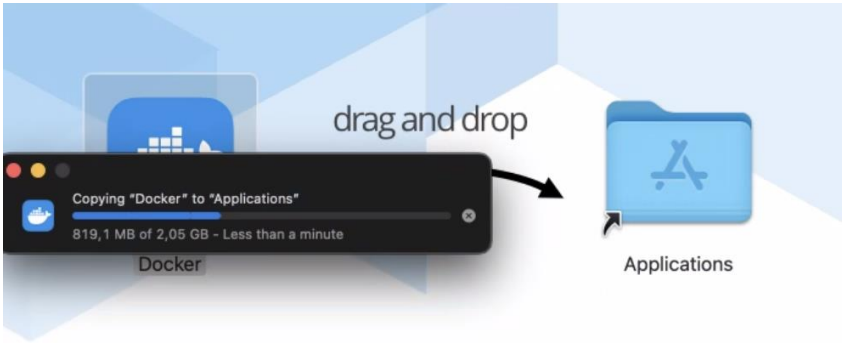 drag and drop
Copying “Docker” to “Applications”
819,1 MB of 2,05 GB - Less than a minute
Docker
Applications